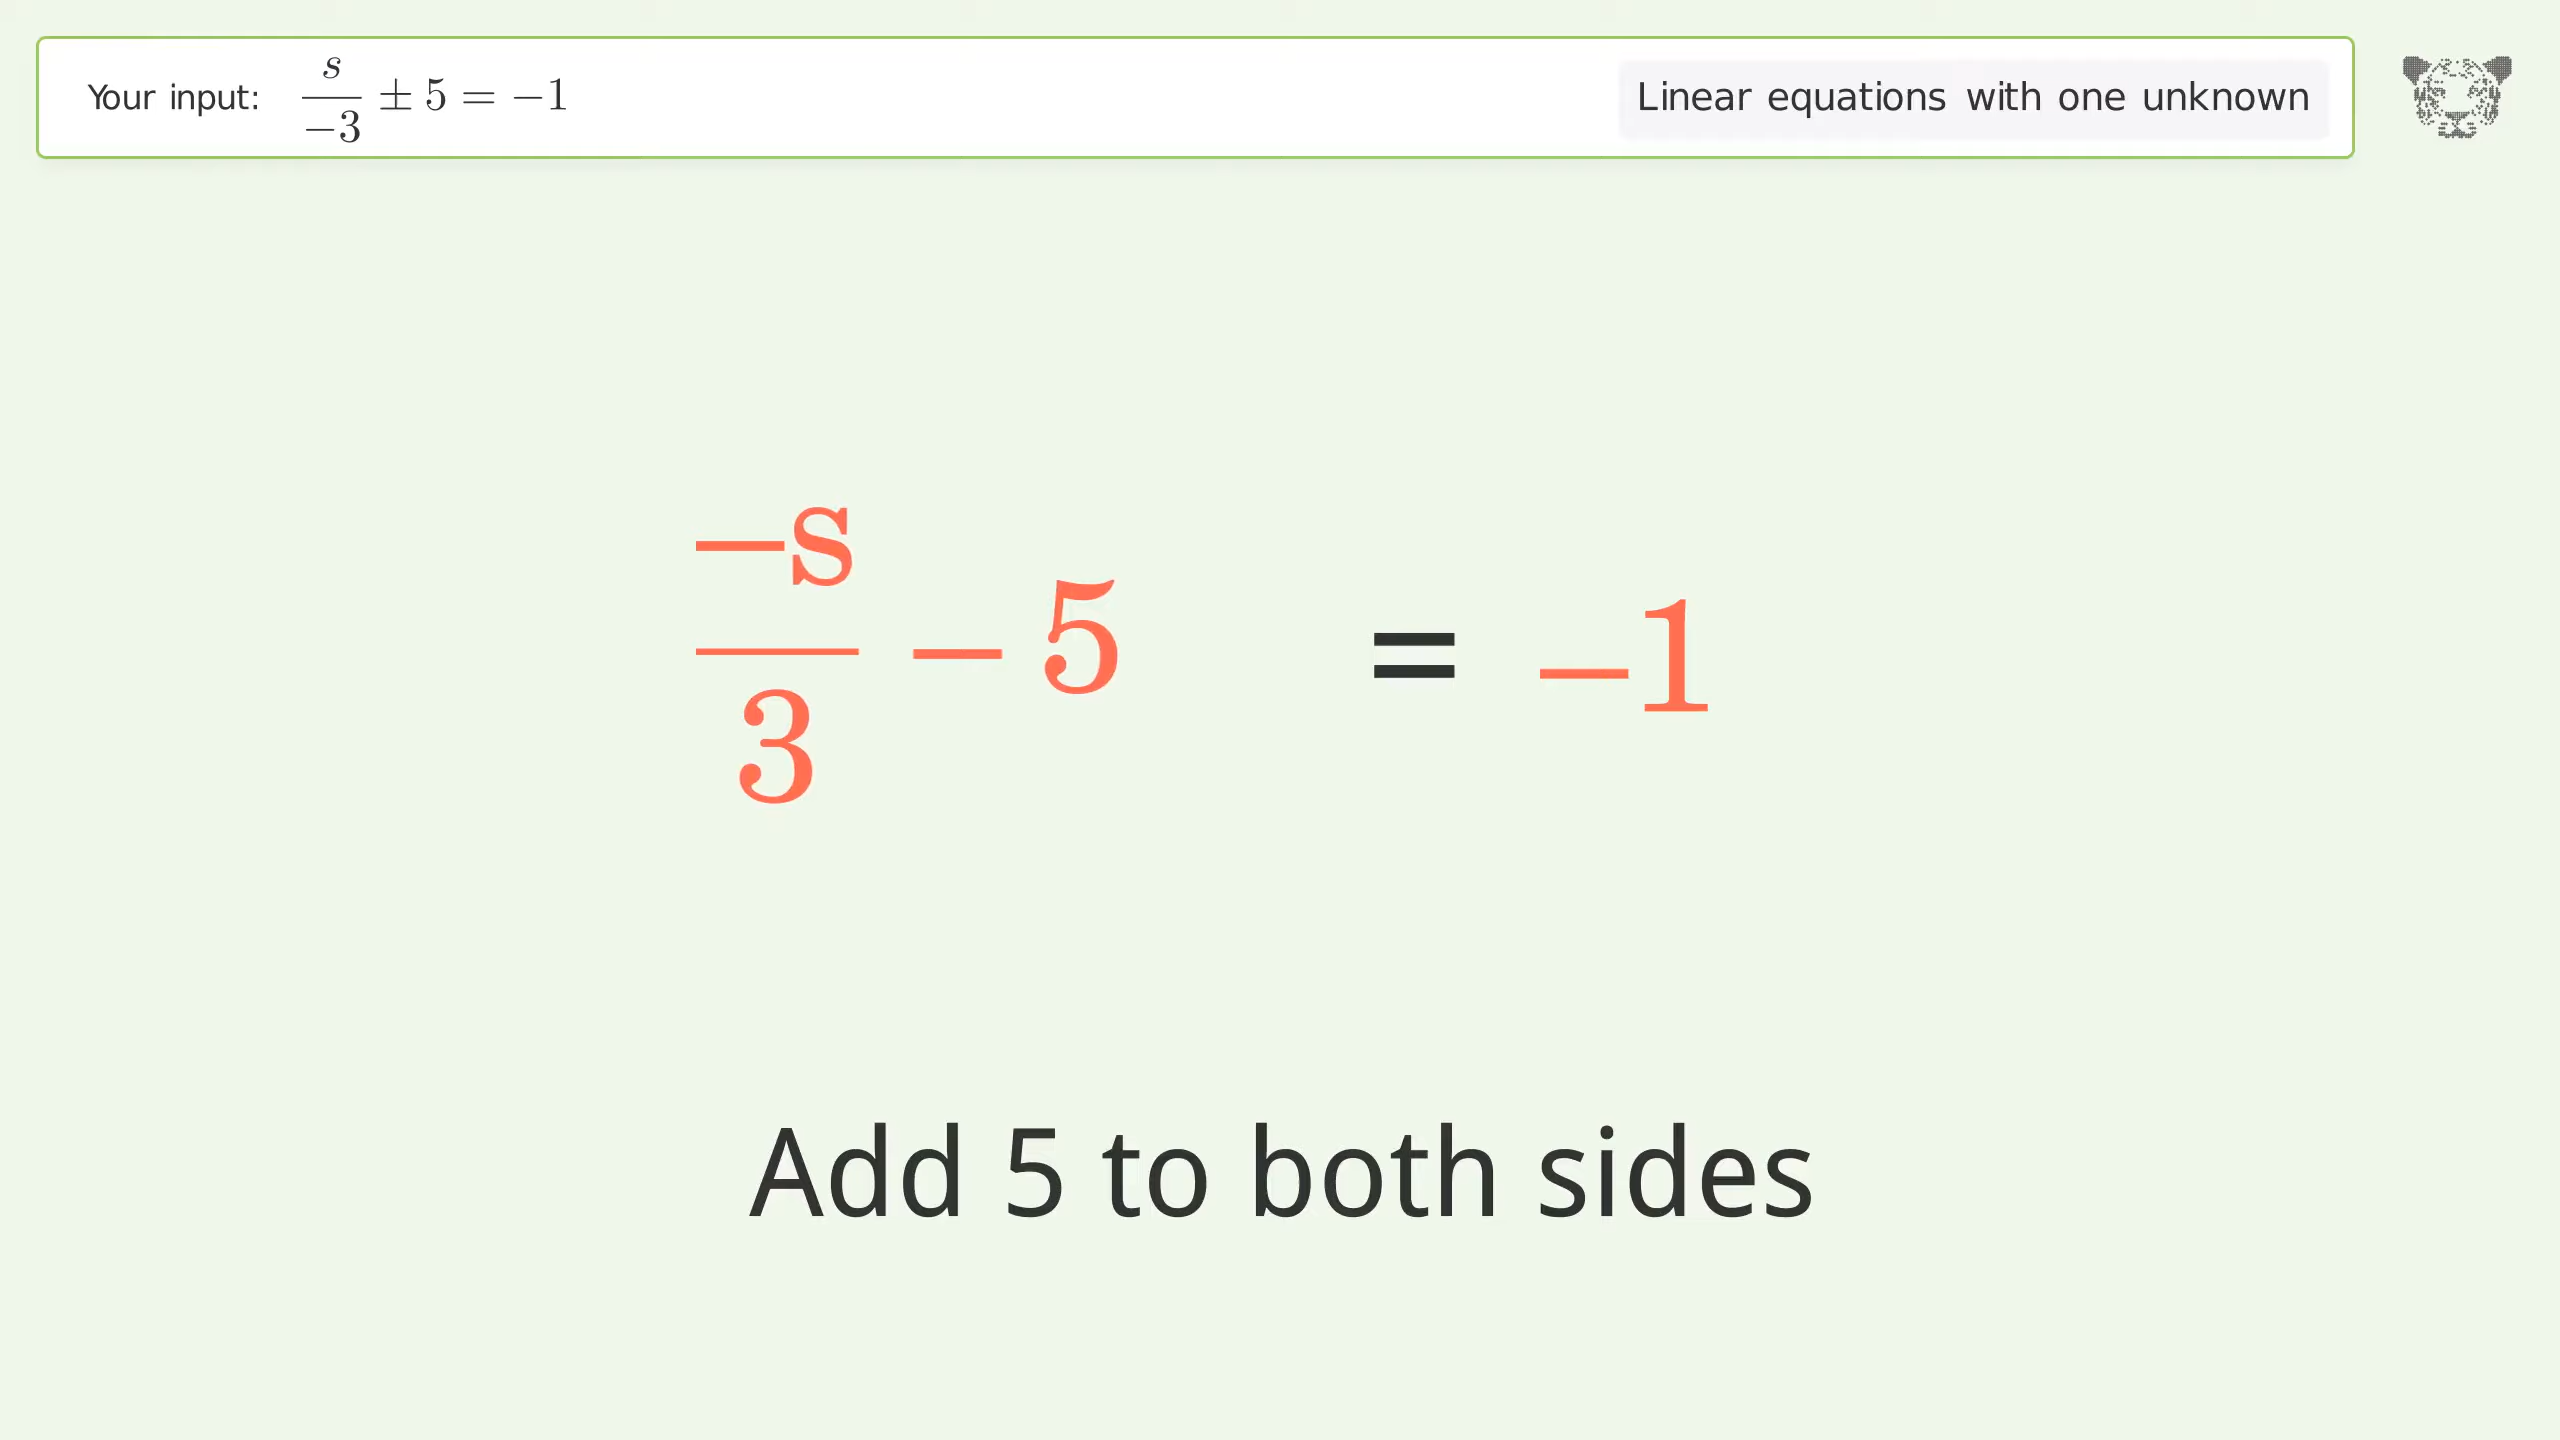 Your input: s/−3 ± 5 = −1
Linear equations with one unknown
−s/3 − 5 = −1
Add 5 to both sides